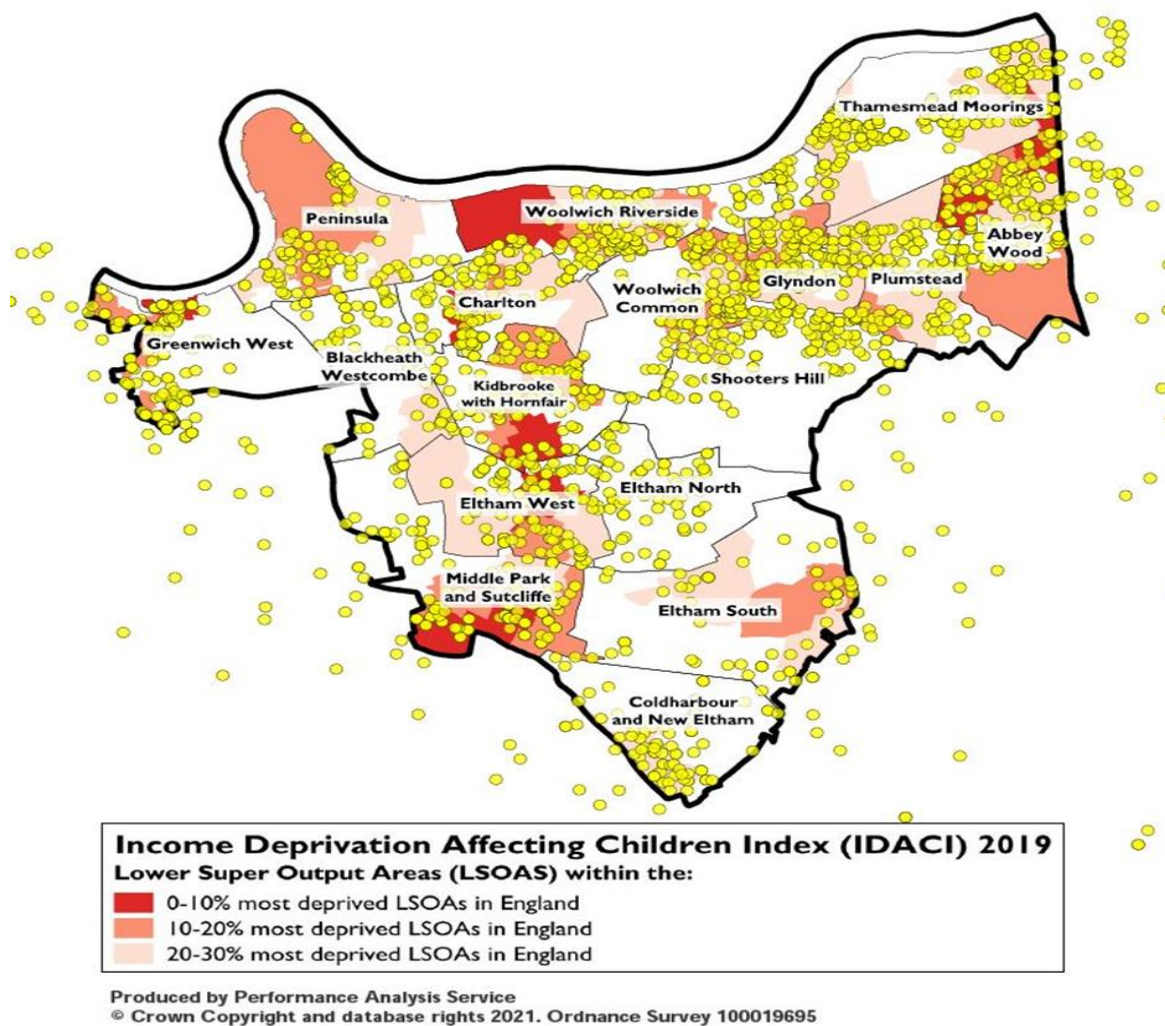 Thamesmead Moorings
Peninsula
Woolwich Riverside
Abbey
Wood
Glyndon
Plumstead
Woolwich
Common
Charlton
Greenwich West
Blackheath
Westcombe
Kidbrooke
with Hornfair
Shooters Hill
Eltham North
Eltham West
Middle Park
and Sutcliffe
Eltham South
Coldharbour
and New Eltham
Income Deprivation Affecting Children Index (IDACI) 2019
Lower Super Output Areas (LSOAS) within the:
0-10% most deprived LSOAs in England
10-20% most deprived LSOAs in England
20-30% most deprived LSOAs in England
Produced by Performance Analysis Service
© Crown Copyright and database rights 2021. Ordnance Survey 100019695